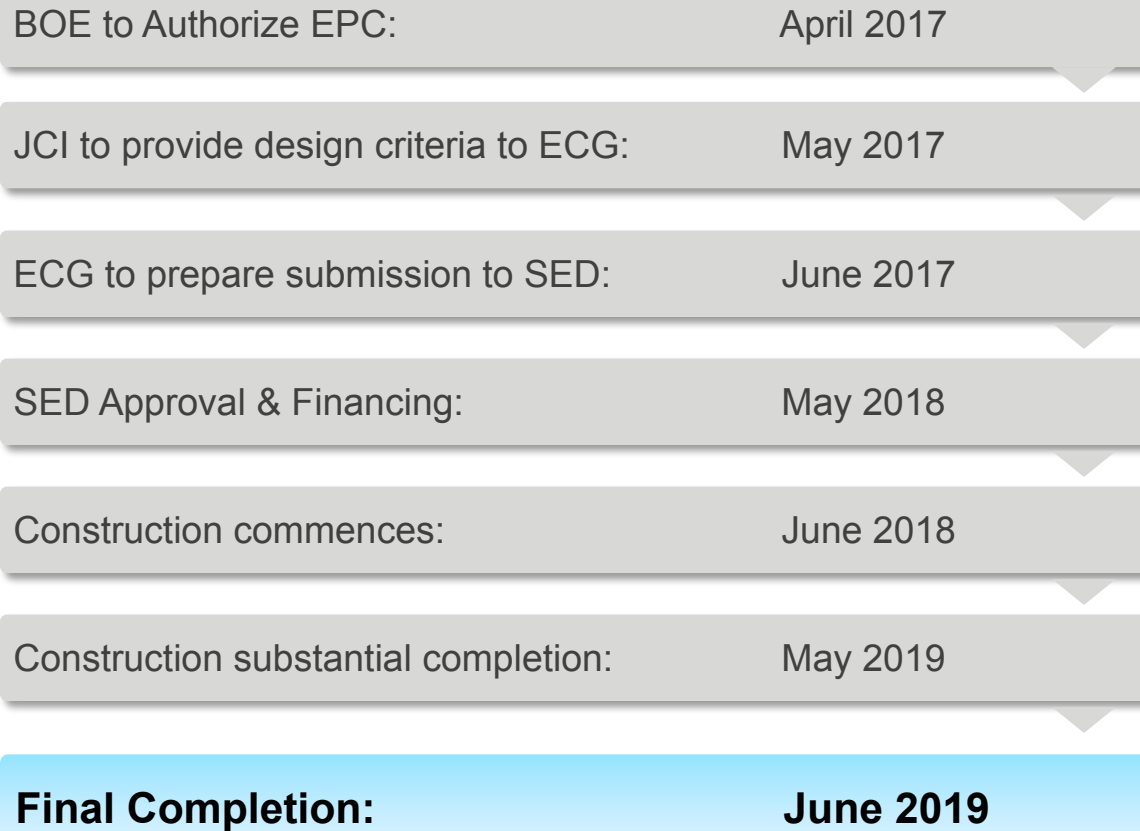 BOE to Authorize EPC: April 2017
JCI to provide design criteria to ECG: May 2017
ECG to prepare submission to SED: June 2017
SED Approval & Financing: May 2018
Construction commences: June 2018
Construction substantial completion: May 2019
Final Completion: June 2019